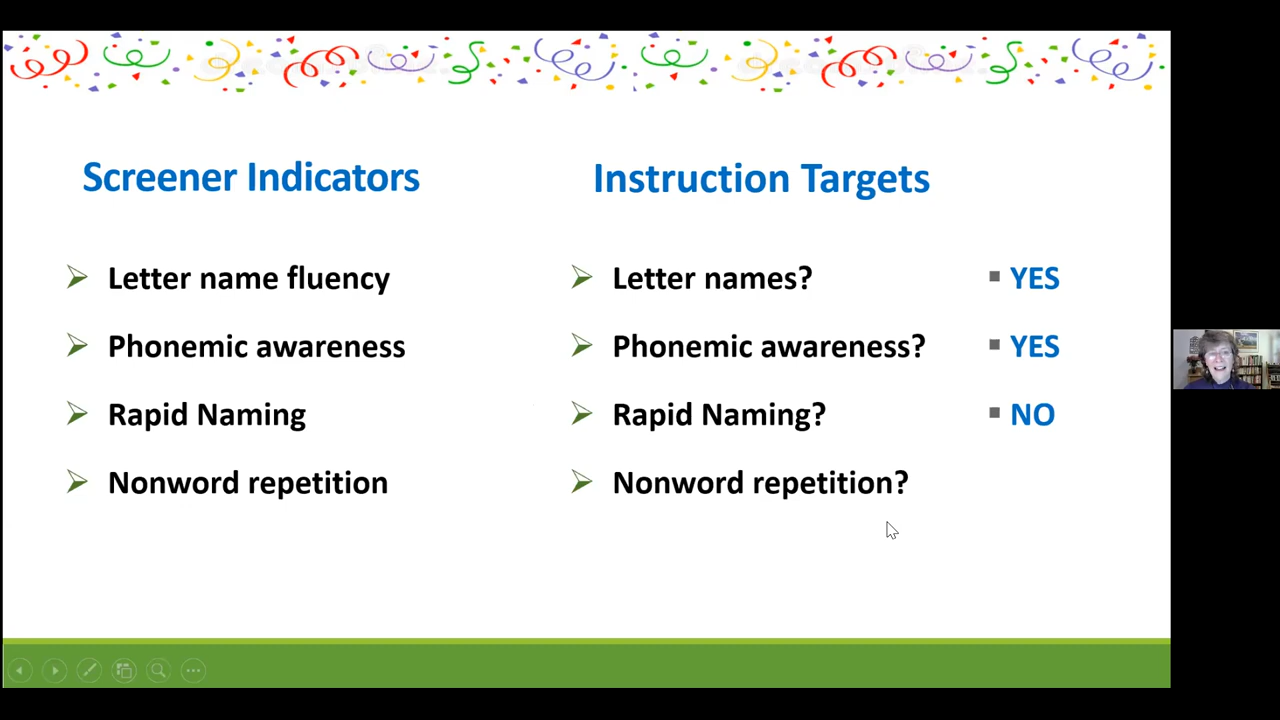 Screener Indicators
Letter name fluency
Phonemic awareness
Rapid Naming
Nonword repetition
Instruction Targets
Letter names? YES
Phonemic awareness? YES
Rapid Naming? NO
Nonword repetition?